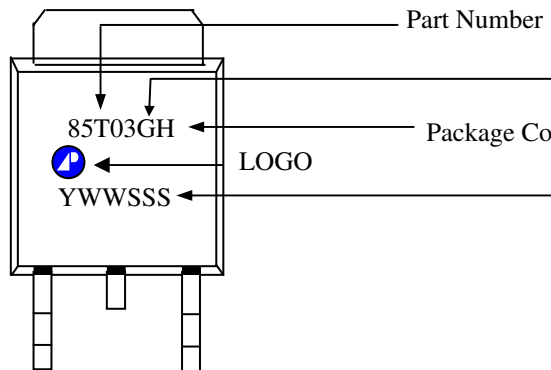 Part Number
85T03GH
Package Co
LOGO
YWWSSS